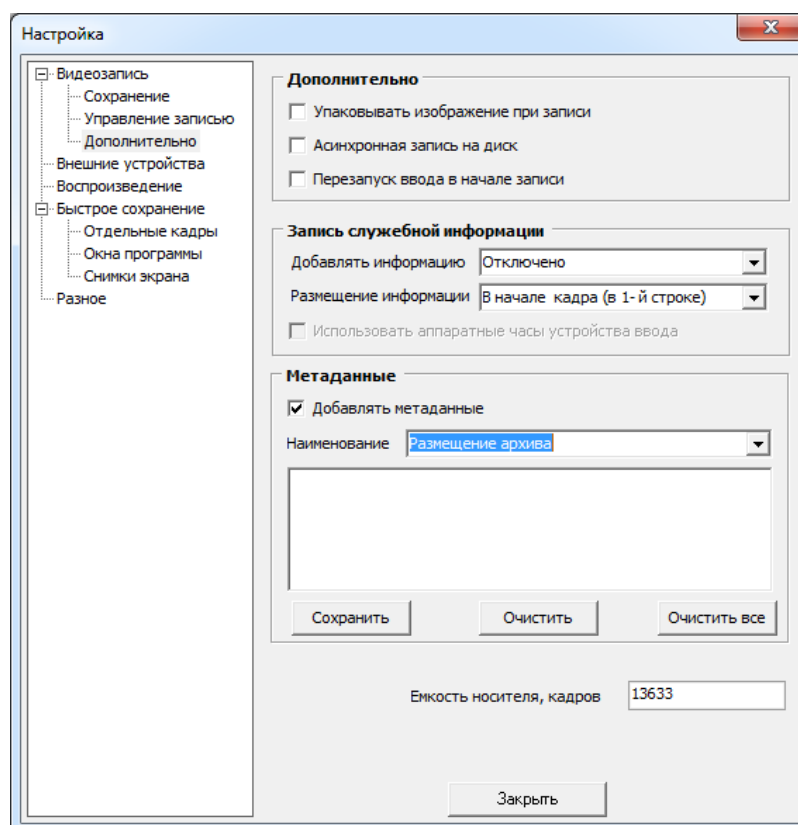 Настройка
Видеозапись
Сохранение
Управление записью
Дополнительно
Внешние устройства
Воспроизведение
Быстрое сохранение
Отдельные кадры
Окна программы
Снимки экрана
Разное
Дополнительно
Упаковывать изображение при записи
Асинхронная запись на диск
Перезапуск ввода в начале записи
Запись служебной информации
Добавлять информацию Отключено
Размещение информации В начале кадра (в 1-й строке)
Использовать аппаратные часы устройства ввода
Метаданные
Добавлять метаданные
Наименование Размещение архива
Сохранить Очистить Очистить все
Емкость носителя, кадров 13633
Закрыть